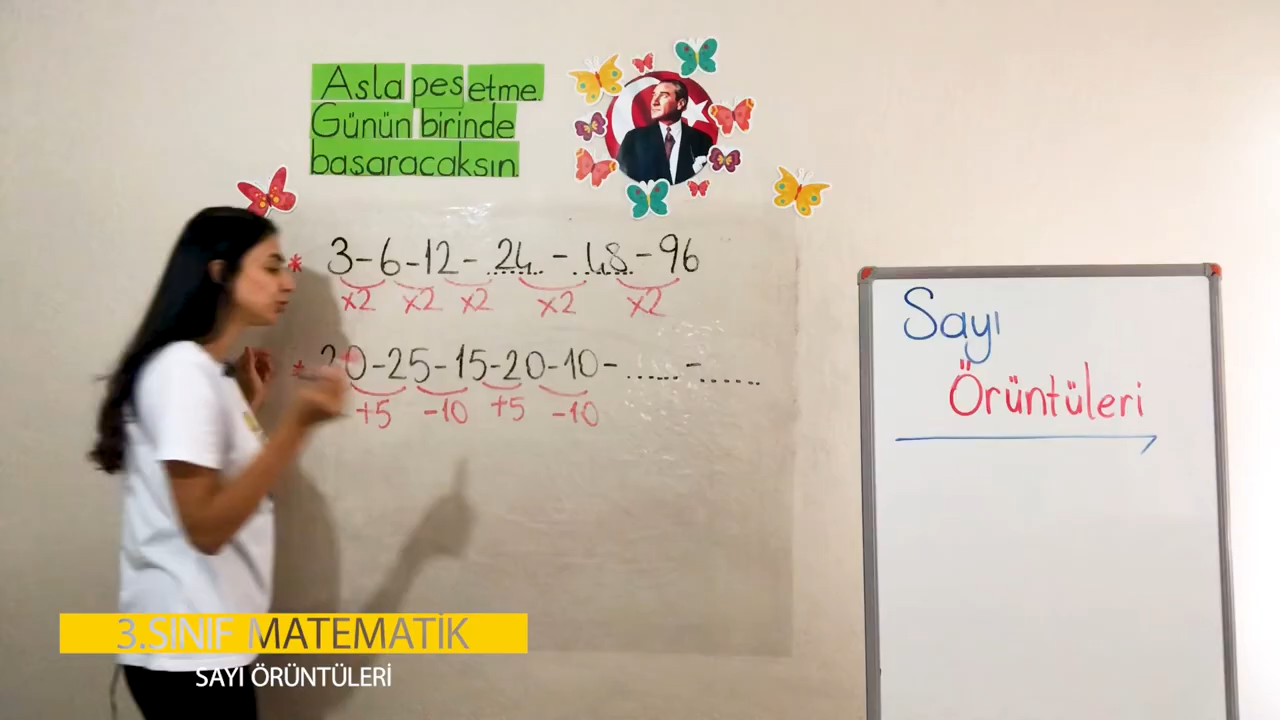 Asla pes etme.
Günün birinde
başaracaksın.
* 3-6-12- 24 - 48 - 96
x2 x2 x2 x2 x2
* 20-25-15-20-10- ...... - ......
+5 -10 +5 -10
Sayı
Örüntüleri
3.SINIF MATEMATİK
SAYI ÖRÜNTÜLERİ